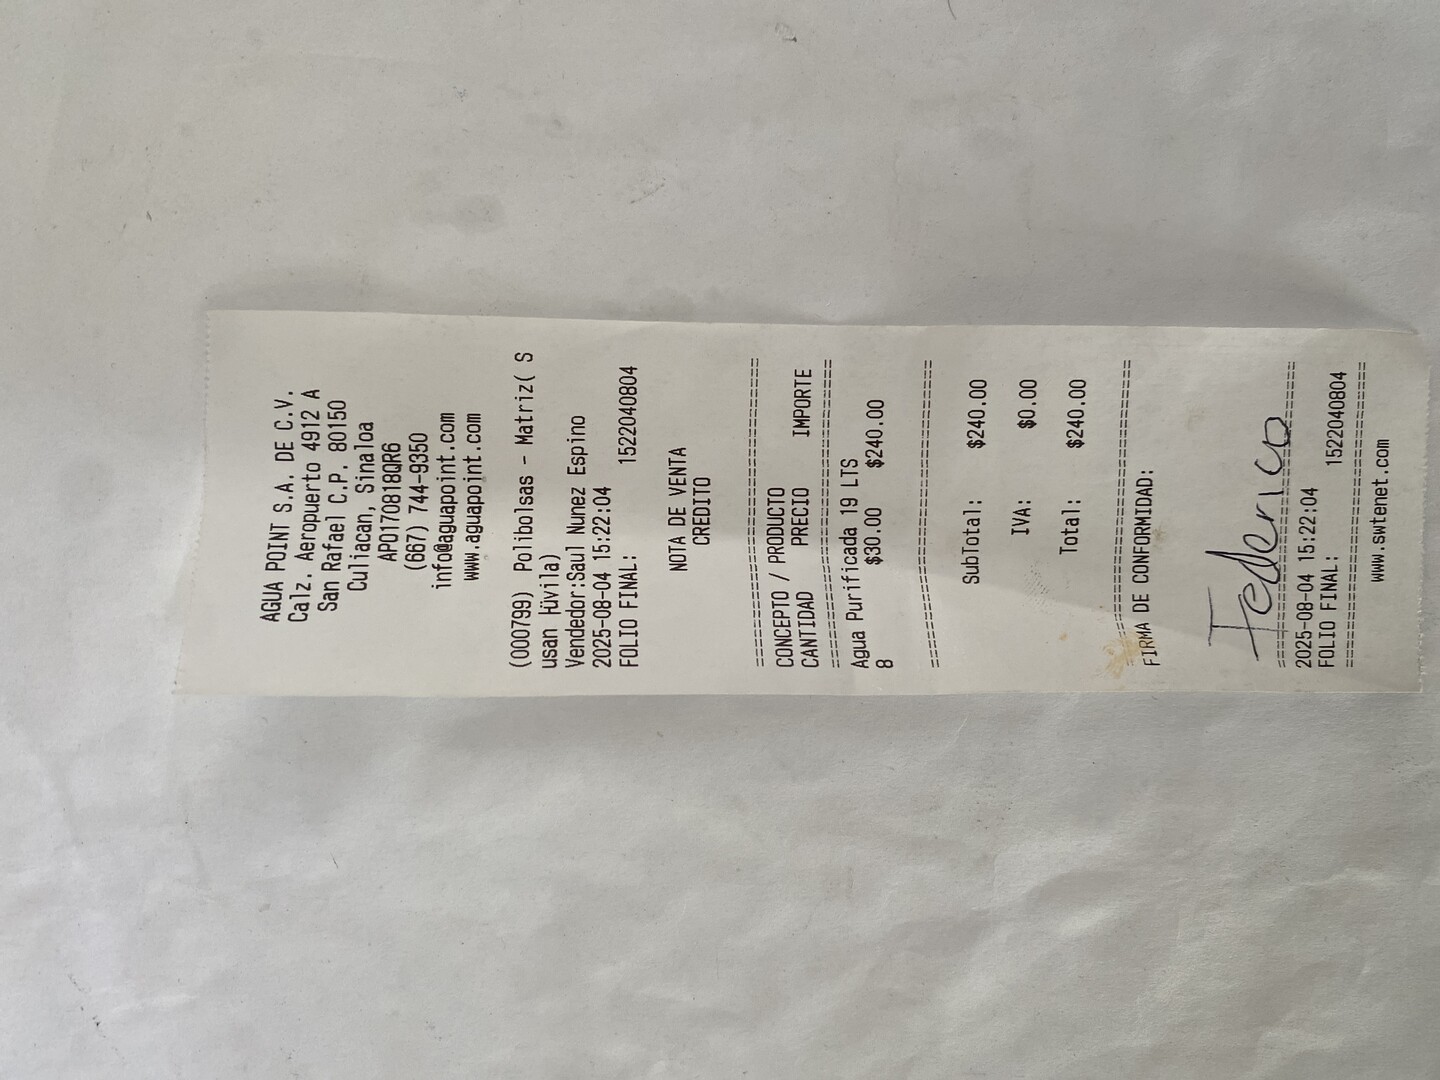 AGUA POINT S.A. DE C.V.
Calz. Aeropuerto 4912 A
San Rafael C.P. 80150
Culiacan, Sinaloa
APO170818QR6
(667) 744-9350
info@aguapoint.com
www.aguapoint.com
(000799) Polibolsas - Matriz( S
usan Huvila)
Vendedor:Saul Nunez Espino
2025-08-04 15:22:04
FOLIO FINAL: 1522040804
NOTA DE VENTA
CREDITO
CONCEPTO / PRODUCTO
CANTIDAD PRECIO IMPORTE
Agua Purificada 19 LTS
8 $30.00 $240.00
SubTotal: $240.00
IVA: $0.00
Total: $240.00
FIRMA DE CONFORMIDAD:
Federico
2025-08-04 15:22:04
FOLIO FINAL: 1522040804
www.swtenet.com